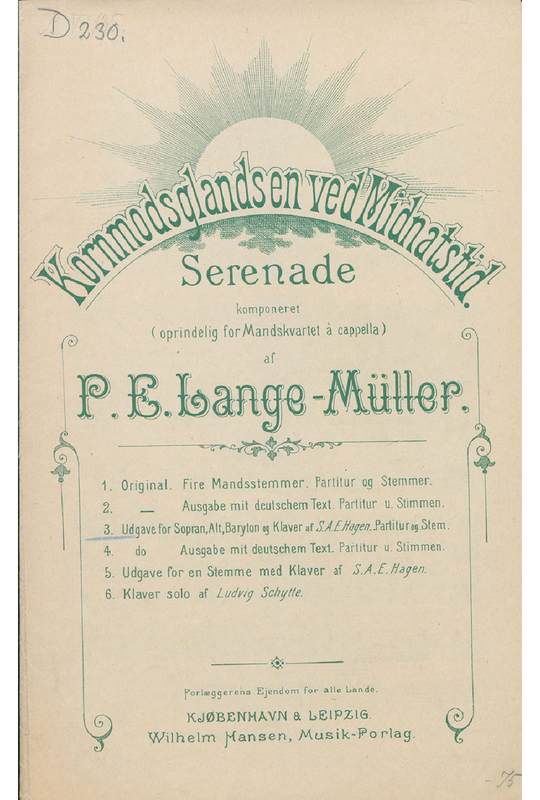 D 230.
Kornmodsglandsen ved Midnatstid.
Serenade
komponeret
(oprindelig for Mandskvartet à cappella)
af
P. E. Lange-Müller.
1. Original. Fire Mandsstemmer. Partitur og Stemmer.
2. — Ausgabe mit deutschem Text. Partitur u. Stimmen.
3. Udgave for Sopran, Alt, Baryton og Klaver af S.A.E. Hagen. Partitur og Stem.
4. do Ausgabe mit deutschem Text. Partitur u. Stimmen.
5. Udgave for en Stemme med Klaver af S.A.E. Hagen.
6. Klaver solo af Ludvig Schytte.
Forlæggerens Ejendom for alle Lande.
KJØBENHAVN & LEIPZIG.
Wilhelm Hansen, Musik-Forlag.
- 75